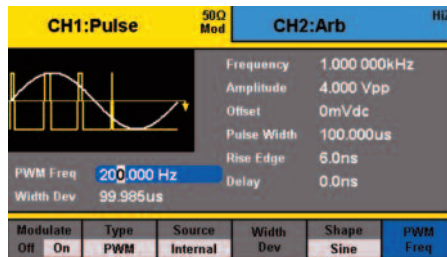 CH1:Pulse
50Ω
Mod
CH2:Arb
HiZ
Frequency 1.000 000kHz
Amplitude 4.000 Vpp
Offset 0mVdc
Pulse Width 100.000us
Rise Edge 6.0ns
Delay 0.0ns
PWM Freq 200.000 Hz
Width Dev 99.985us
Modulate Type Source Width Shape PWM
Off On PWM Internal Dev Sine Freq